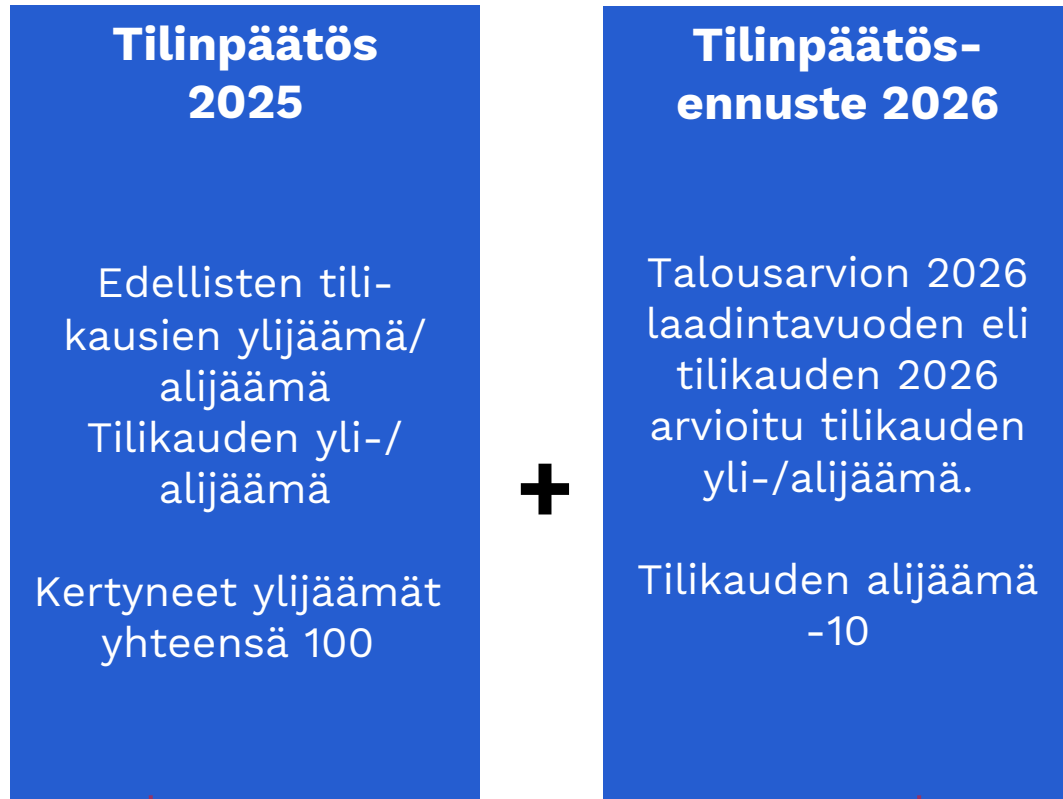 Tilinpäätös
2025
Edellisten tili-
kausien ylijäämä/
alijäämä
Tilikauden yli-/
alijäämä
Kertyneet ylijäämät
yhteensä 100
+
Tilinpäätös-
ennuste 2026
Talousarvion 2026
laadintavuoden eli
tilikauden 2026
arvioitu tilikauden
yli-/alijäämä.
Tilikauden alijäämä
-10